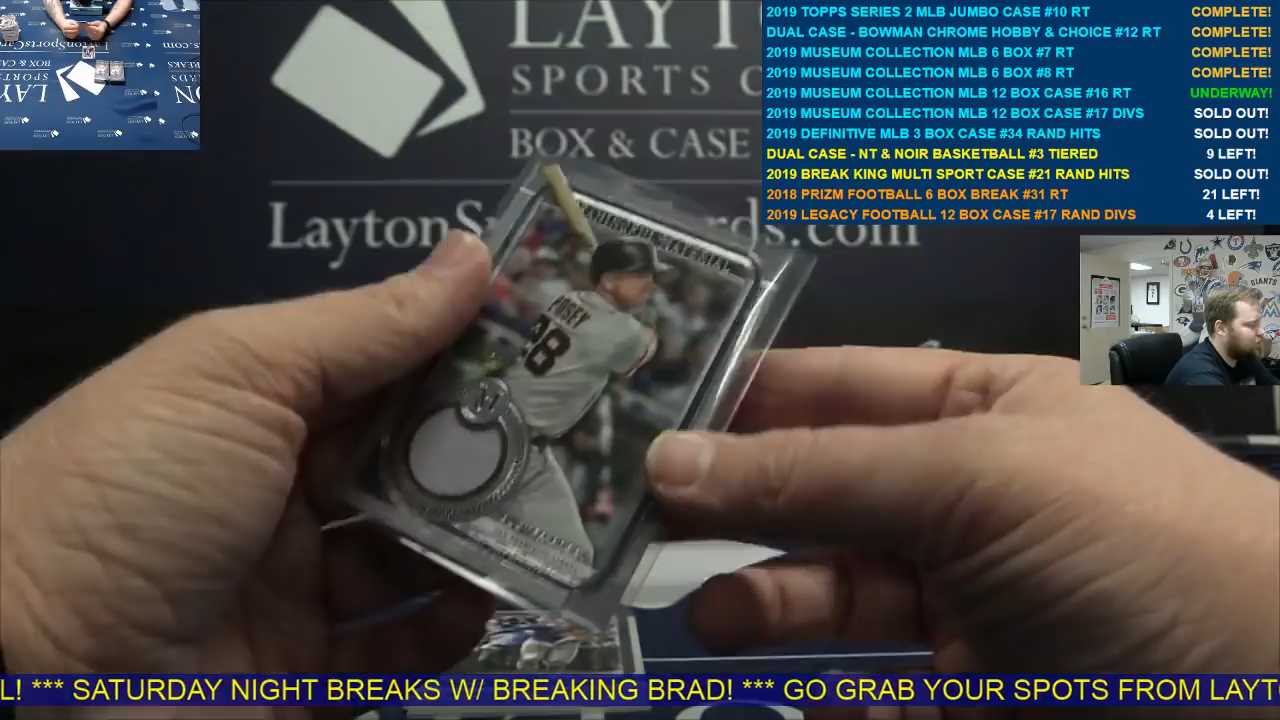 2019 TOPPS SERIES 2 MLB JUMBO CASE #10 RT COMPLETE!
DUAL CASE - BOWMAN CHROME HOBBY & CHOICE #12 RT COMPLETE!
2019 MUSEUM COLLECTION MLB 6 BOX #7 RT COMPLETE!
2019 MUSEUM COLLECTION MLB 6 BOX #8 RT COMPLETE!
2019 MUSEUM COLLECTION MLB 12 BOX CASE #16 RT UNDERWAY!
2019 MUSEUM COLLECTION MLB 12 BOX CASE #17 DIVS SOLD OUT!
2019 DEFINITIVE MLB 3 BOX CASE #34 RAND HITS SOLD OUT!
DUAL CASE - NT & NOIR BASKETBALL #3 TIERED 9 LEFT!
2019 BREAK KING MULTI SPORT CASE #21 RAND HITS SOLD OUT!
2018 PRIZM FOOTBALL 6 BOX BREAK #31 RT 21 LEFT!
2019 LEGACY FOOTBALL 12 BOX CASE #17 RAND DIVS 4 LEFT!
LAYT
SPORTS C
BOX & CASE
LaytonS ds.com
POSEY
28
M
GIANTS
L! *** SATURDAY NIGHT BREAKS W/ BREAKING BRAD! *** GO GRAB YOUR SPOTS FROM LAYT